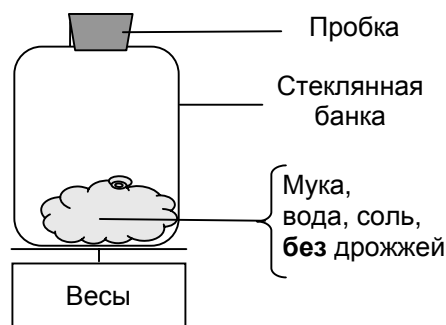 Пробка
Стеклянная
банка
Мука,
вода, соль,
без дрожжей
Весы